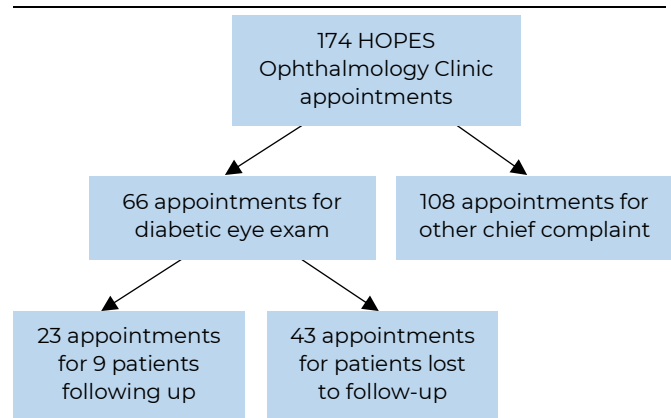 174 HOPES
Ophthalmology Clinic
appointments
66 appointments for
diabetic eye exam
108 appointments for
other chief complaint
23 appointments
for 9 patients
following up
43 appointments
for patients lost
to follow-up